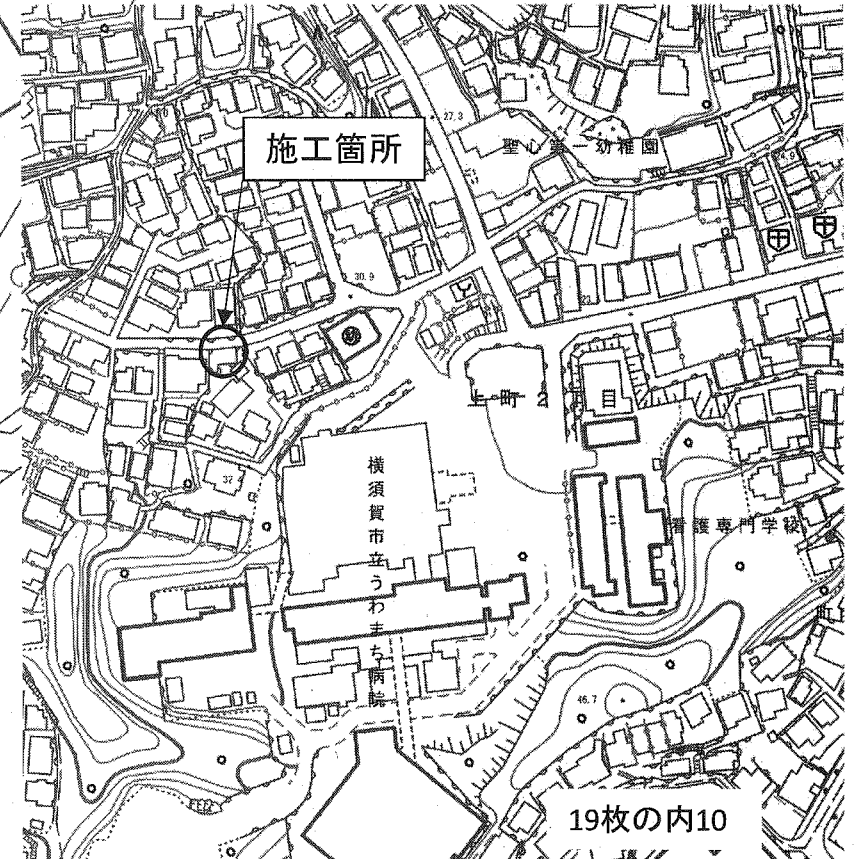 27.3
聖心第一幼稚園
施工箇所
30.9
上町2丁目
横須賀市立うわまち病院
看護専門学校
46.7
19枚の内10